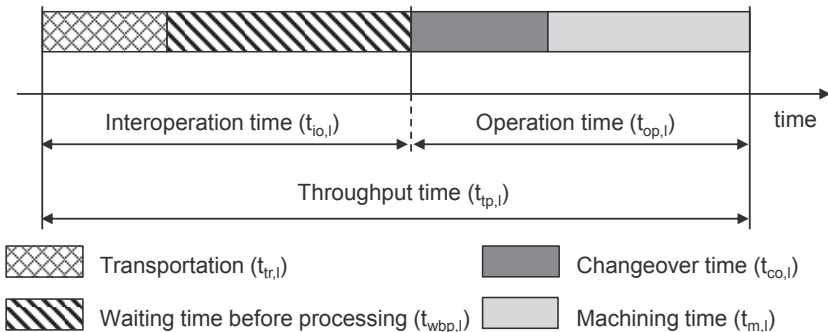 Interoperation time (t_io,l) Operation time (t_op,l) time
Throughput time (t_tp,l)
Transportation (t_tr,l) Changeover time (t_co,l)
Waiting time before processing (t_wbp,l) Machining time (t_m,l)